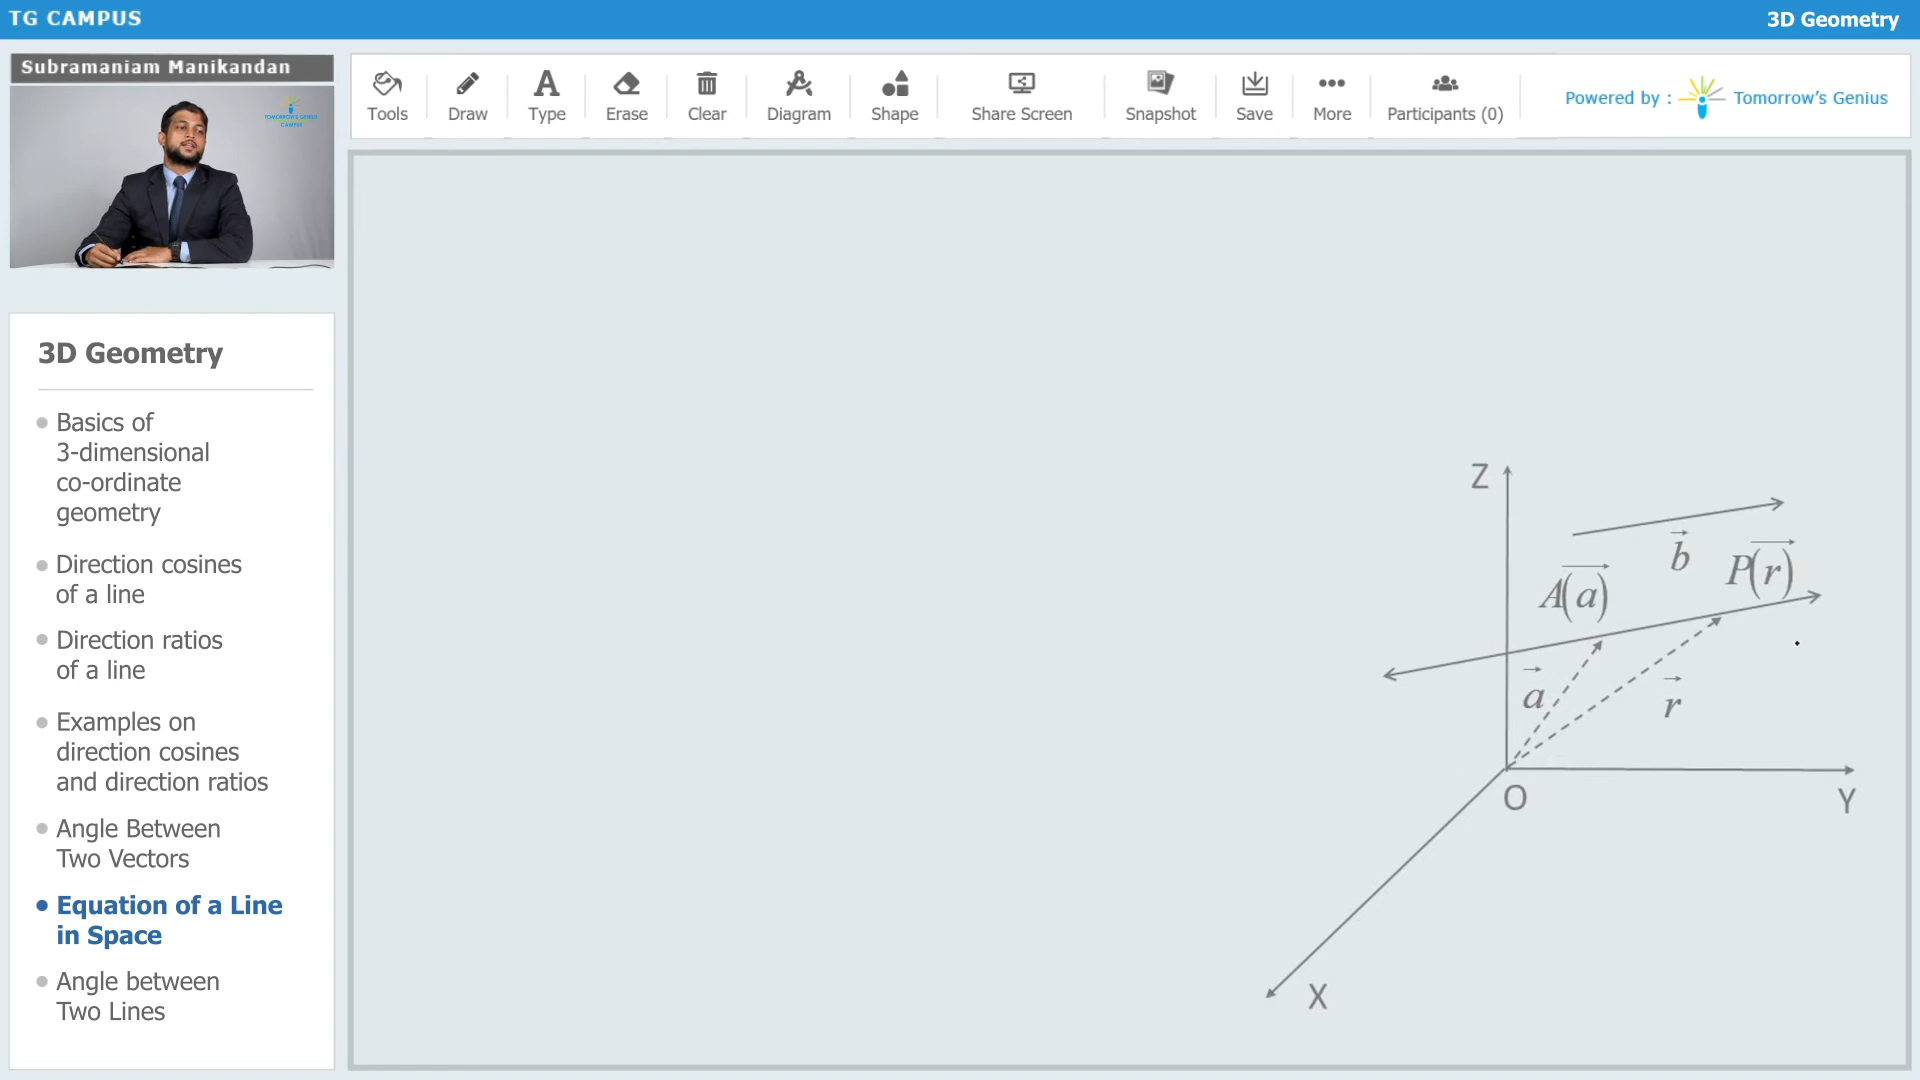 TG CAMPUS
3D Geometry
Subramaniam Manikandan
TOMORROW'S GENIUS
CAMPUS
Tools
Draw
Type
Erase
Clear
Diagram
Shape
Share Screen
Snapshot
Save
More
Participants (0)
Powered by : Tomorrow's Genius
3D Geometry
Basics of
3-dimensional
co-ordinate
geometry
Direction cosines
of a line
Direction ratios
of a line
Examples on
direction cosines
and direction ratios
Angle Between
Two Vectors
Equation of a Line
in Space
Angle between
Two Lines
Z
b
P(r)
A(a)
a
r
O
Y
X